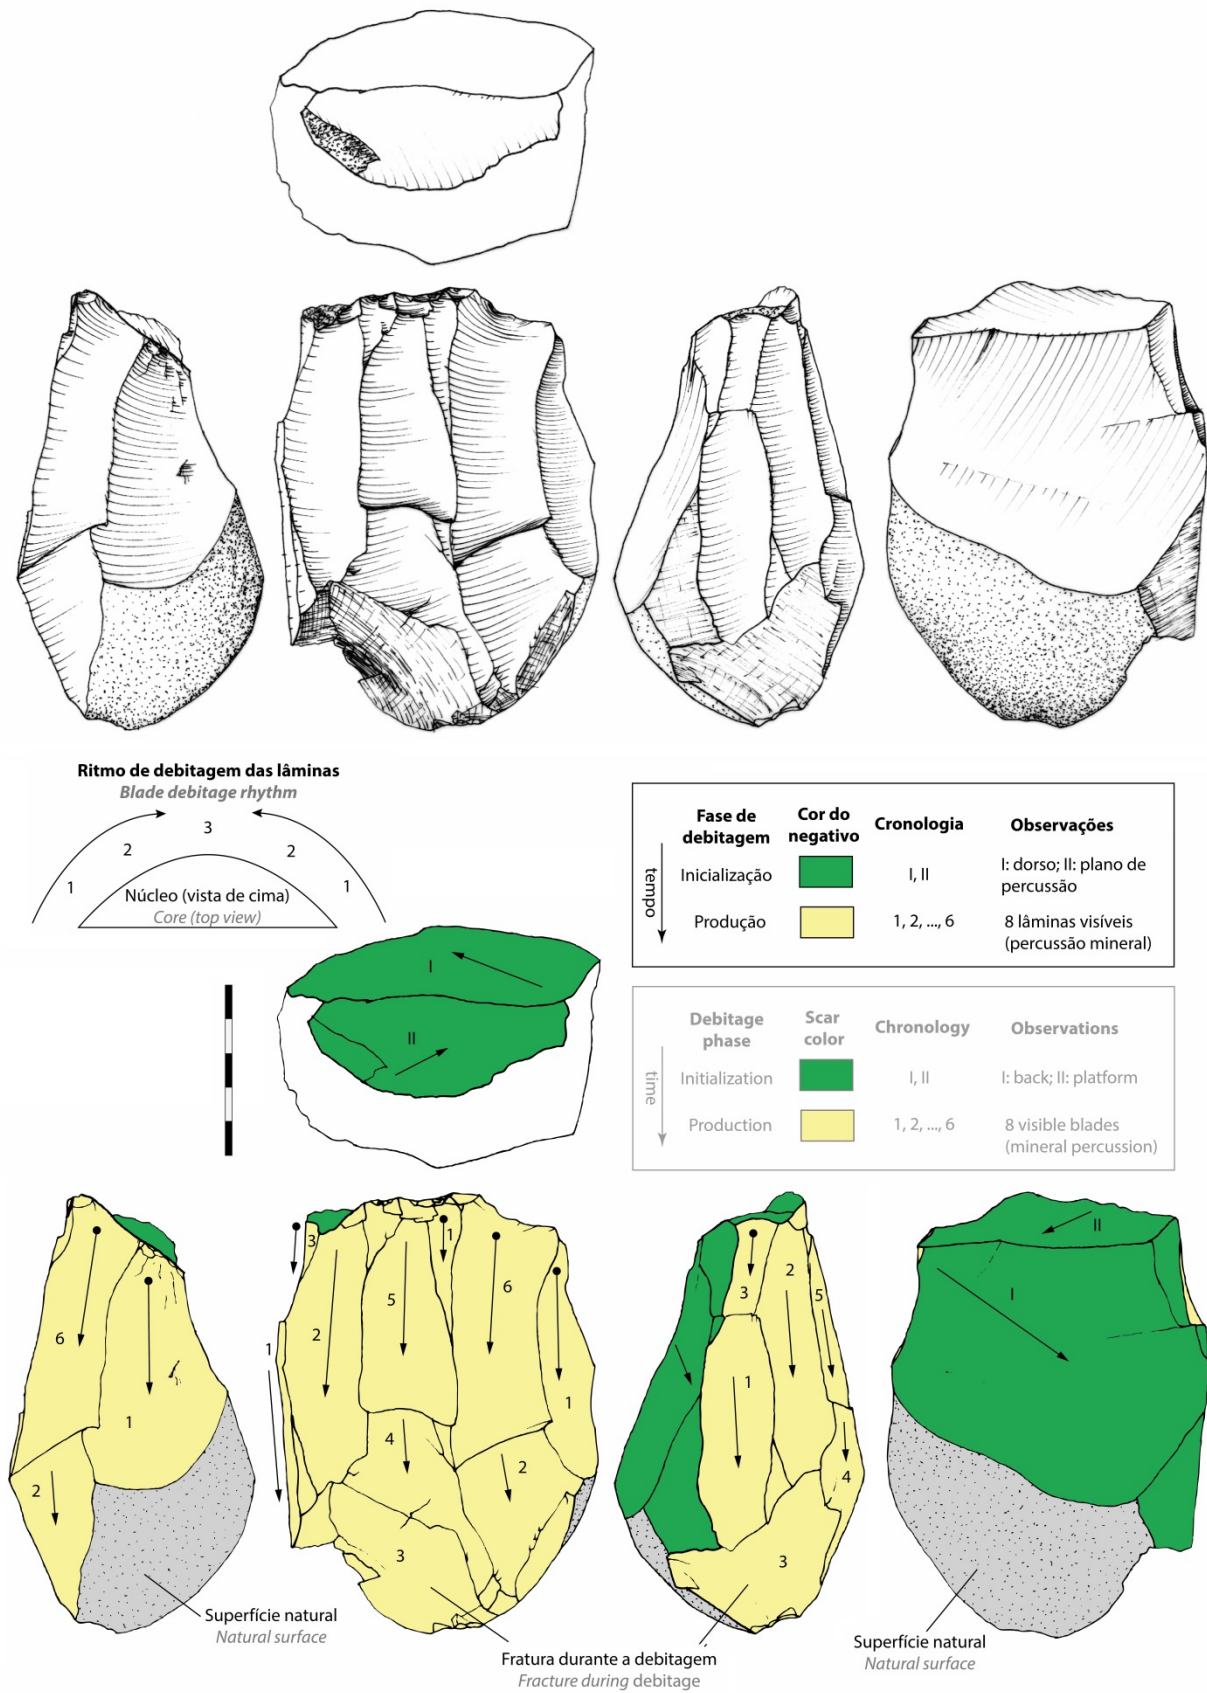 Ritmo de debitagem das lâminas
Blade debitage rhythm
3
2
2
1
1
Núcleo (vista de cima)
Core (top view)
tempo
Fase de debitagem
Cor do negativo
Cronologia
Observações
Inicialização
I, II
I: dorso; II: plano de percussão
Produção
1, 2, ..., 6
8 lâminas visíveis (percussão mineral)
I
II
time
Debitage phase
Scar color
Chronology
Observations
Initialization
I, II
I: back; II: platform
Production
1, 2, ..., 6
8 visible blades (mineral percussion)
6
1
2
3
1
2
5
1
6
1
4
2
3
3
2
5
1
4
3
II
I
Superfície natural
Natural surface
Fratura durante a debitagem
Fracture during debitage
Superfície natural
Natural surface